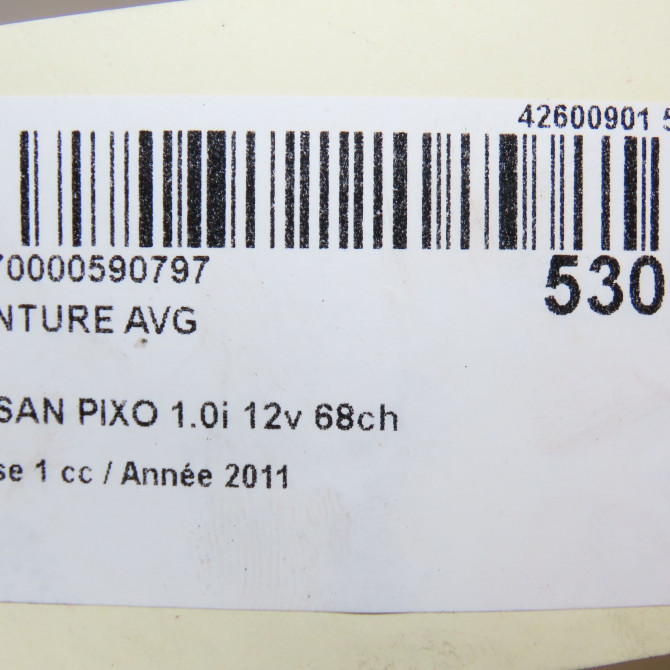 42600901 5
70000590797
530
NTURE AVG
SAN PIXO 1.0i 12v 68ch
se 1 cc / Année 2011